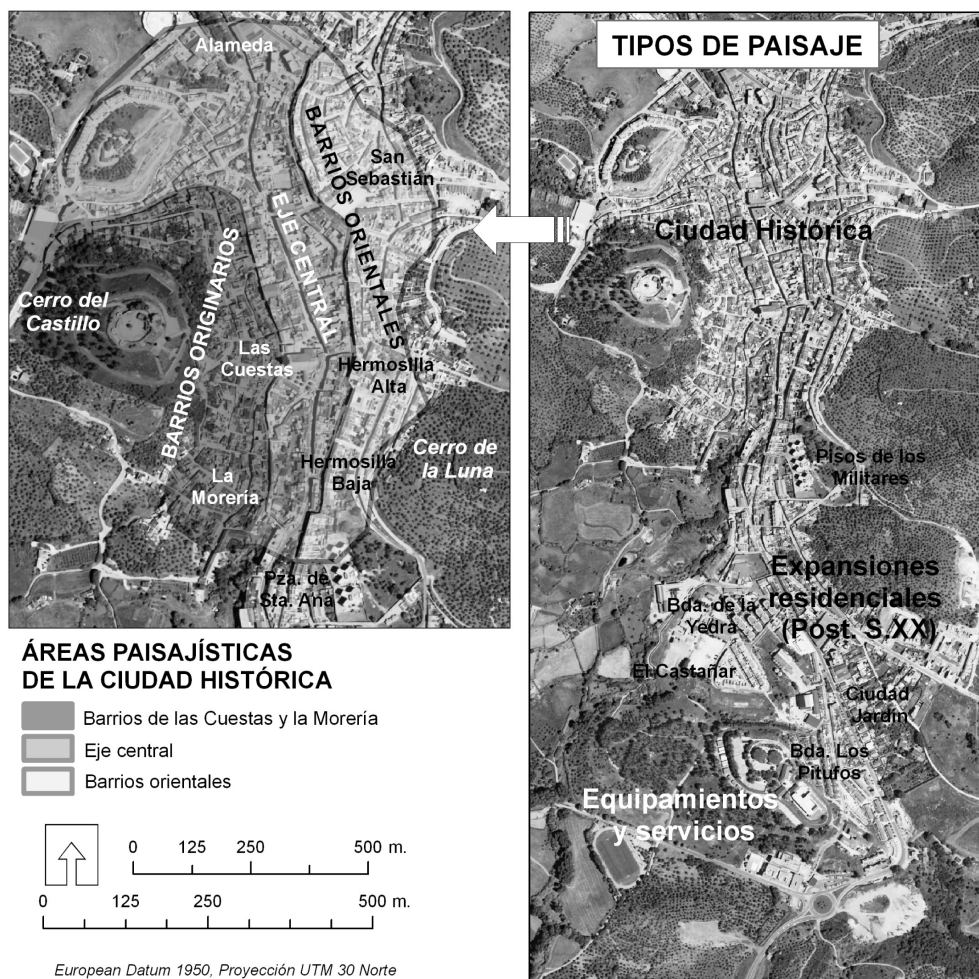 Alameda
BARRIOS ORIENTALES
San
Sebastián
EJE CENTRAL
BARRIOS ORIGINARIOS
Cerro del
Castillo
Las
Cuestas
Hermosilla
Alta
Cerro de
la Luna
Hermosilla
Baja
La
Morería
Pza. de
Sta. Ana
ÁREAS PAISAJÍSTICAS
DE LA CIUDAD HISTÓRICA
Barrios de las Cuestas y la Morería
Eje central
Barrios orientales
0 125 250 500 m.
0 125 250 500 m.
European Datum 1950, Proyección UTM 30 Norte
TIPOS DE PAISAJE
Ciudad Histórica
Pisos de los
Militares
Expansiones
residenciales
(Post. S.XX)
Bda. de la
Yedra
El Castañar
Ciudad
Jardín
Bda. Los
Pitufos
Equipamientos
y servicios